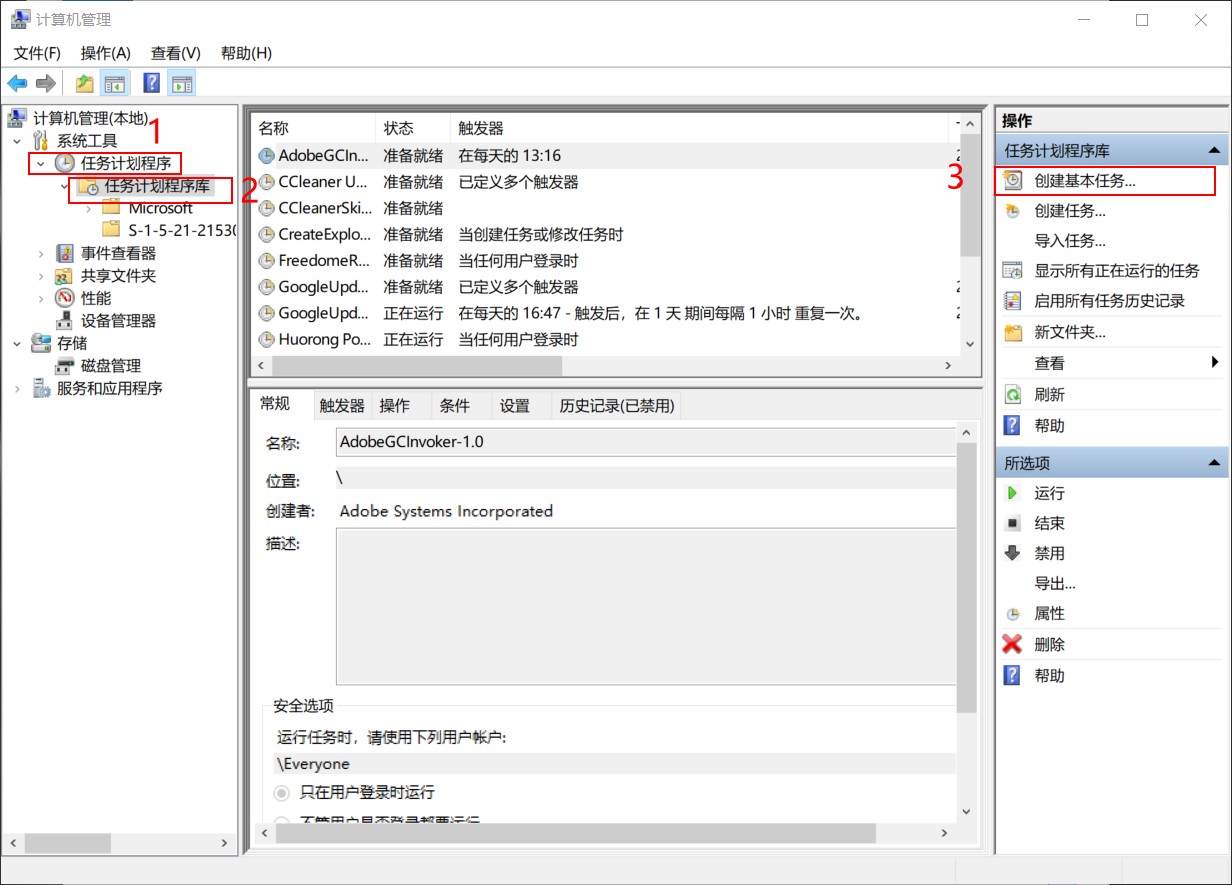 计算机管理
文件(F) 操作(A) 查看(V) 帮助(H)
计算机管理(本地)
系统工具
任务计划程序
任务计划程序库
Microsoft
S-1-5-21-2153
事件查看器
共享文件夹
性能
设备管理器
存储
磁盘管理
服务和应用程序
1
2
3
名称 状态 触发器
AdobeGCIn... 准备就绪 在每天的 13:16
CCleaner U... 准备就绪 已定义多个触发器
CCleanerSki... 准备就绪
CreateExplo... 准备就绪 当创建任务或修改任务时
FreedomeR... 准备就绪 当任何用户登录时
GoogleUpd... 准备就绪 已定义多个触发器
GoogleUpd... 正在运行 在每天的 16:47 - 触发后，在 1 天 期间每隔 1 小时 重复一次。
Huorong Po... 正在运行 当任何用户登录时
常规 触发器 操作 条件 设置 历史记录(已禁用)
名称: AdobeGCInvoker-1.0
位置: \
创建者: Adobe Systems Incorporated
描述:
安全选项
运行任务时，请使用下列用户帐户:
\Everyone
只在用户登录时运行
不管用户是否登录都要运行
操作
任务计划程序库
创建基本任务...
创建任务...
导入任务...
显示所有正在运行的任务
启用所有任务历史记录
新文件夹...
查看
刷新
帮助
所选项
运行
结束
禁用
导出...
属性
删除
帮助